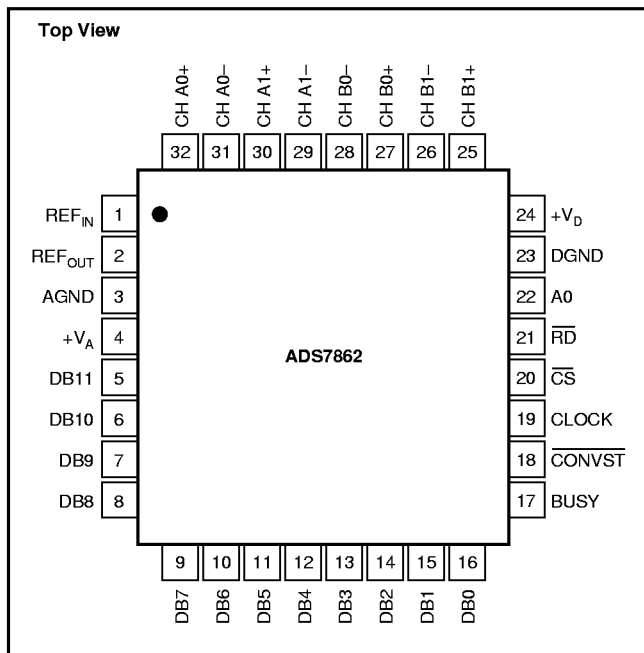 Top View
CH A0+
CH A0–
CH A1+
CH A1–
CH B0–
CH B0+
CH B1–
CH B1+
32 31 30 29 28 27 26 25
REF_IN 1
REF_OUT 2
AGND 3
+V_A 4
DB11 5
DB10 6
DB9 7
DB8 8
ADS7862
24 +V_D
23 DGND
22 A0
21 R̅D̅
20 C̅S̅
19 CLOCK
18 C̅O̅N̅V̅S̅T̅
17 BUSY
9 10 11 12 13 14 15 16
DB7
DB6
DB5
DB4
DB3
DB2
DB1
DB0